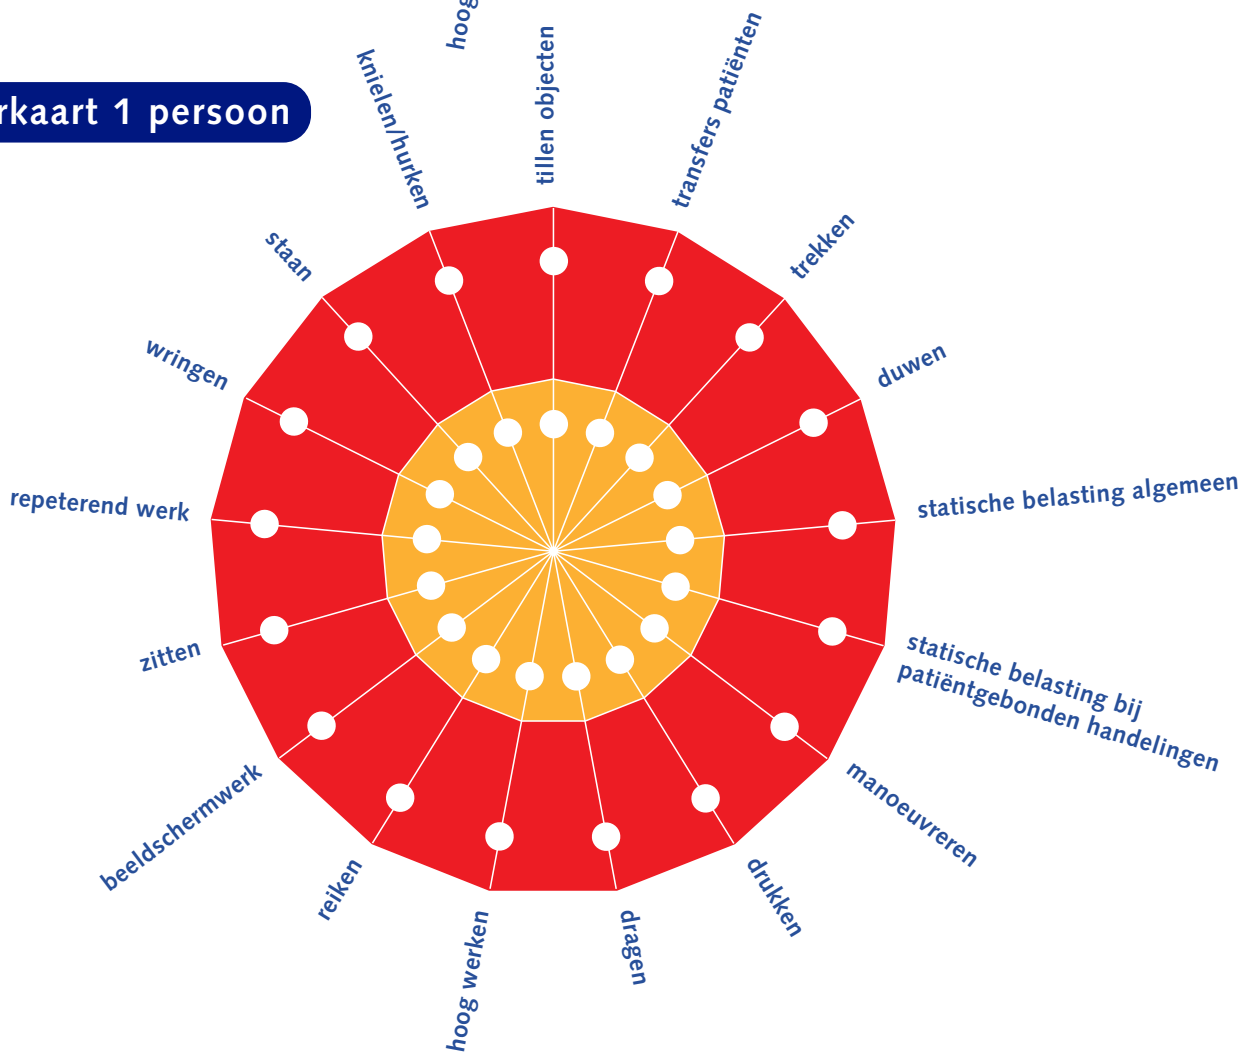 hoog
rkaart 1 persoon
tillen objecten
transfers patiënten
trekken
duwen
statische belasting algemeen
statische belasting bij
patiëntgebonden handelingen
manoeuvreren
drukken
dragen
hoog werken
reiken
beeldschermwerk
zitten
repeterend werk
wringen
staan
knielen/hurken